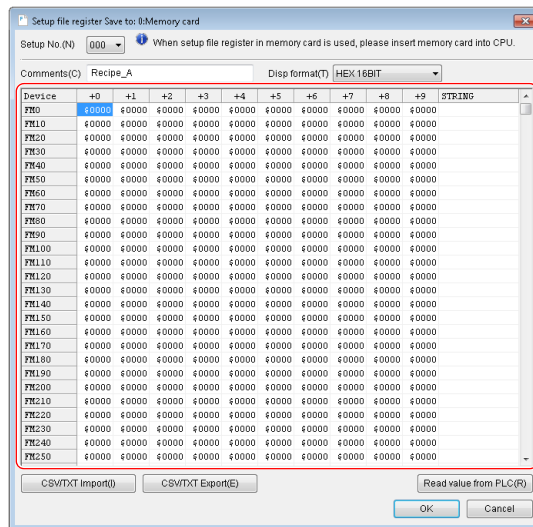 Setup file register Save to: 0:Memory card
Setup No.(N) 000 When setup file register in memory card is used, please insert memory card into CPU.
Comments(C) Recipe_A Disp format(T) HEX 16BIT
Device +0 +1 +2 +3 +4 +5 +6 +7 +8 +9 STRING
FM0 $0000 $0000 $0000 $0000 $0000 $0000 $0000 $0000 $0000 $0000
FM10 $0000 $0000 $0000 $0000 $0000 $0000 $0000 $0000 $0000 $0000
FM20 $0000 $0000 $0000 $0000 $0000 $0000 $0000 $0000 $0000 $0000
FM30 $0000 $0000 $0000 $0000 $0000 $0000 $0000 $0000 $0000 $0000
FM40 $0000 $0000 $0000 $0000 $0000 $0000 $0000 $0000 $0000 $0000
FM50 $0000 $0000 $0000 $0000 $0000 $0000 $0000 $0000 $0000 $0000
FM60 $0000 $0000 $0000 $0000 $0000 $0000 $0000 $0000 $0000 $0000
FM70 $0000 $0000 $0000 $0000 $0000 $0000 $0000 $0000 $0000 $0000
FM80 $0000 $0000 $0000 $0000 $0000 $0000 $0000 $0000 $0000 $0000
FM90 $0000 $0000 $0000 $0000 $0000 $0000 $0000 $0000 $0000 $0000
FM100 $0000 $0000 $0000 $0000 $0000 $0000 $0000 $0000 $0000 $0000
FM110 $0000 $0000 $0000 $0000 $0000 $0000 $0000 $0000 $0000 $0000
FM120 $0000 $0000 $0000 $0000 $0000 $0000 $0000 $0000 $0000 $0000
FM130 $0000 $0000 $0000 $0000 $0000 $0000 $0000 $0000 $0000 $0000
FM140 $0000 $0000 $0000 $0000 $0000 $0000 $0000 $0000 $0000 $0000
FM150 $0000 $0000 $0000 $0000 $0000 $0000 $0000 $0000 $0000 $0000
FM160 $0000 $0000 $0000 $0000 $0000 $0000 $0000 $0000 $0000 $0000
FM170 $0000 $0000 $0000 $0000 $0000 $0000 $0000 $0000 $0000 $0000
FM180 $0000 $0000 $0000 $0000 $0000 $0000 $0000 $0000 $0000 $0000
FM190 $0000 $0000 $0000 $0000 $0000 $0000 $0000 $0000 $0000 $0000
FM200 $0000 $0000 $0000 $0000 $0000 $0000 $0000 $0000 $0000 $0000
FM210 $0000 $0000 $0000 $0000 $0000 $0000 $0000 $0000 $0000 $0000
FM220 $0000 $0000 $0000 $0000 $0000 $0000 $0000 $0000 $0000 $0000
FM230 $0000 $0000 $0000 $0000 $0000 $0000 $0000 $0000 $0000 $0000
FM240 $0000 $0000 $0000 $0000 $0000 $0000 $0000 $0000 $0000 $0000
FM250 $0000 $0000 $0000 $0000 $0000 $0000 $0000 $0000 $0000 $0000
CSV/TXT Import(I) CSV/TXT Export(E) Read value from PLC(R)
OK Cancel